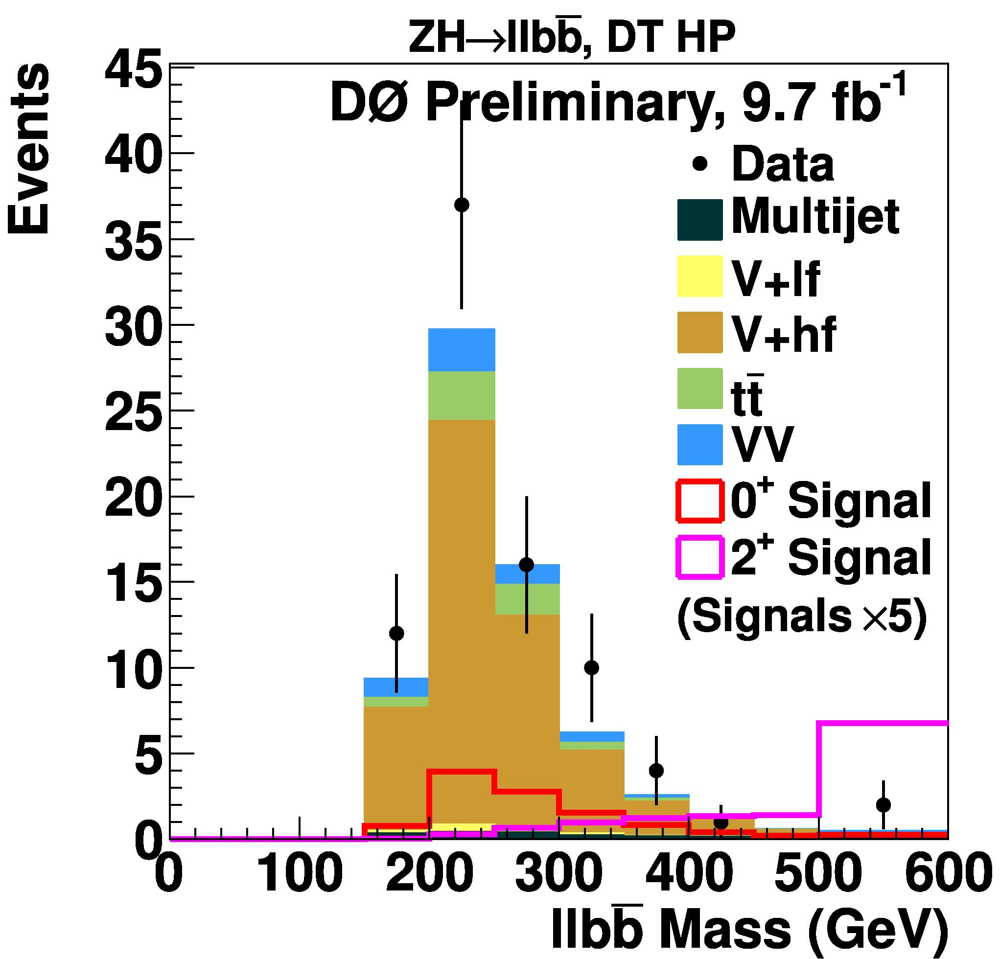 ZH→llbb̅, DT HP
DØ Preliminary, 9.7 fb⁻¹
Events
45
40
35
30
25
20
15
10
5
0
Data
Multijet
V+lf
V+hf
tt̅
VV
0⁺ Signal
2⁺ Signal
(Signals ×5)
0 100 200 300 400 500 600
llbb̅ Mass (GeV)